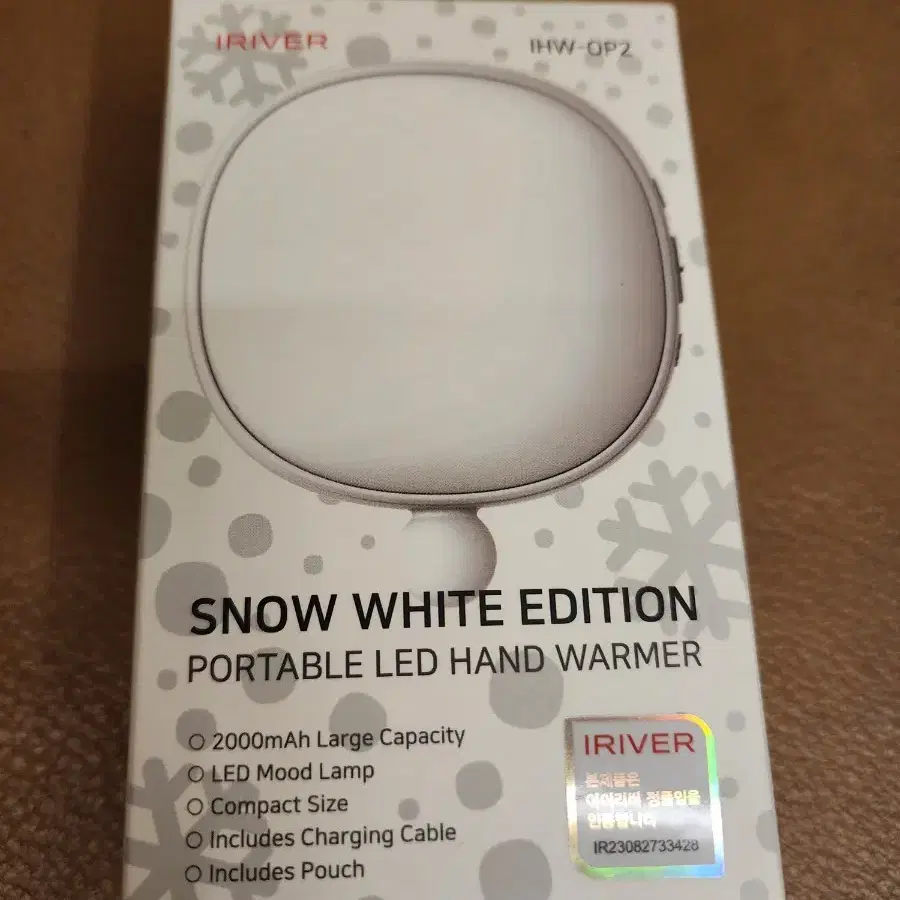 IRIVER
IHW-OP2
SNOW WHITE EDITION
PORTABLE LED HAND WARMER
2000mAh Large Capacity
LED Mood Lamp
Compact Size
Includes Charging Cable
Includes Pouch
IRIVER
본제품은
아이리버 정품임을
인증합니다
IR23082733428